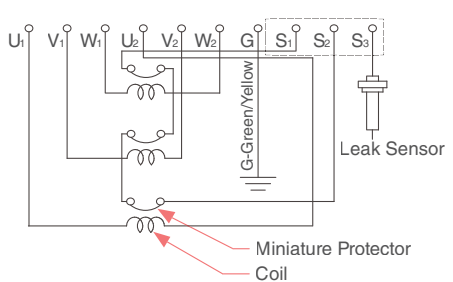 U1 V1 W1 U2 V2 W2 G S1 S2 S3
G-Green/Yellow
Leak Sensor
Miniature Protector
Coil